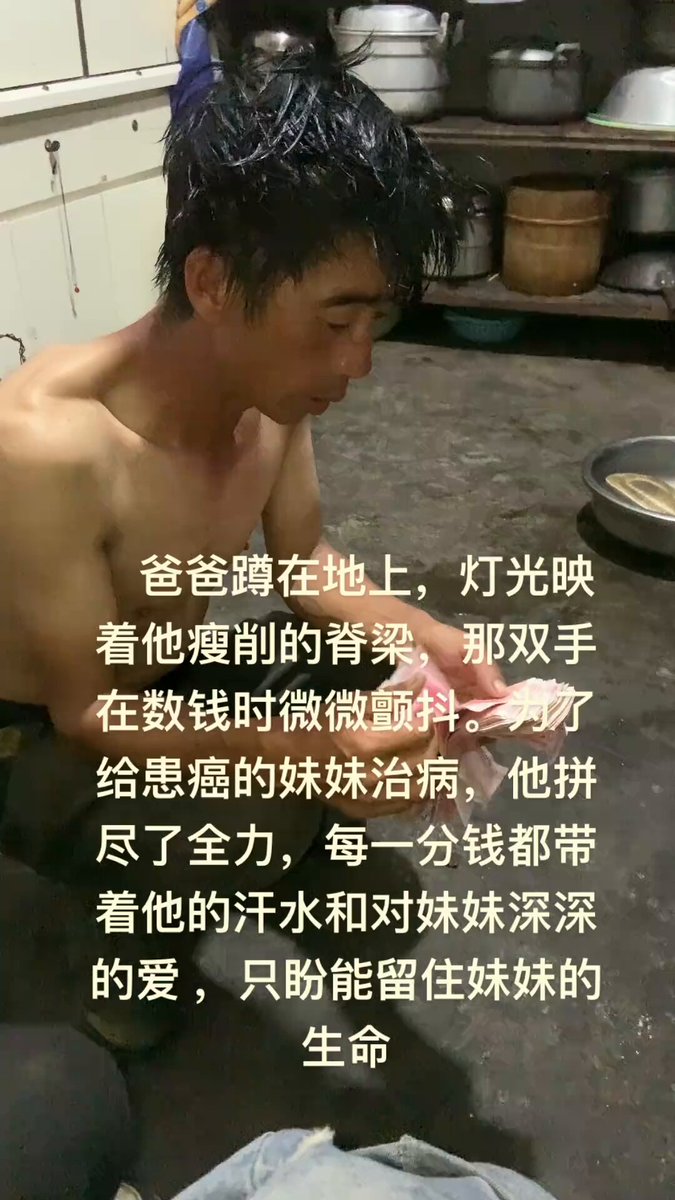 爸爸蹲在地上，灯光映
着他瘦削的脊梁，那双手
在数钱时微微颤抖。为了
给患癌的妹妹治病，他拼
尽了全力，每一分钱都带
着他的汗水和对妹妹深深
的爱，只盼能留住妹妹的
生命